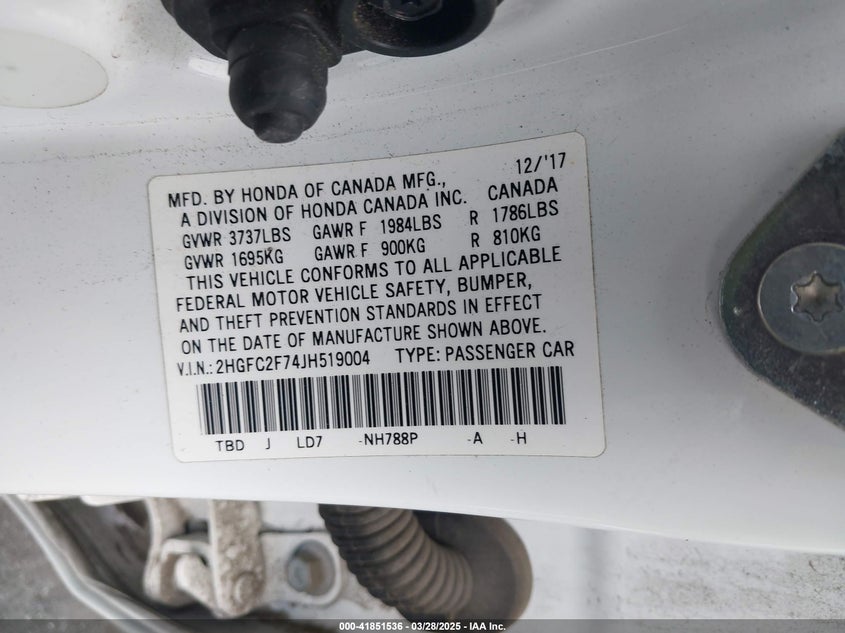 12/'17
MFD. BY HONDA OF CANADA MFG.,
A DIVISION OF HONDA CANADA INC. CANADA
GVWR 3737LBS GAWR F 1984LBS R 1786LBS
GVWR 1695KG GAWR F 900KG R 810KG
THIS VEHICLE CONFORMS TO ALL APPLICABLE
FEDERAL MOTOR VEHICLE SAFETY, BUMPER,
AND THEFT PREVENTION STANDARDS IN EFFECT
ON THE DATE OF MANUFACTURE SHOWN ABOVE.
V.I.N.: 2HGFC2F74JH519004 TYPE: PASSENGER CAR
TBD J LD7 -NH788P -A -H
000-41851536 - 03/28/2025 - IAA Inc.